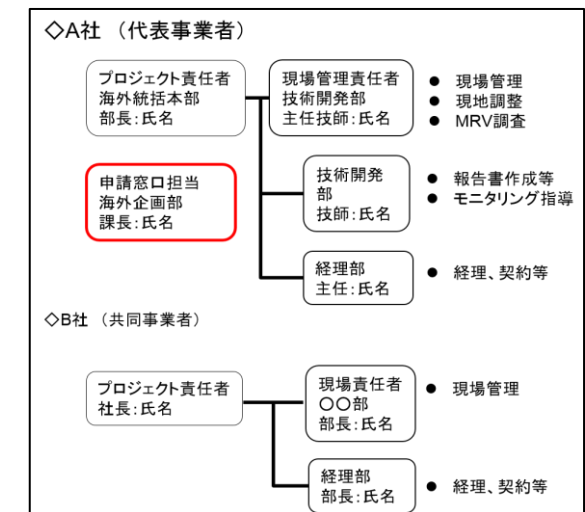 ◇A社 （代表事業者）
プロジェクト責任者
海外統括本部
部長:氏名
現場管理責任者
技術開発部
主任技師:氏名
● 現場管理
● 現地調整
● MRV調査
申請窓口担当
海外企画部
課長:氏名
技術開発
部
技師:氏名
● 報告書作成等
● モニタリング指導
経理部
主任:氏名
● 経理、契約等
◇B社 （共同事業者）
プロジェクト責任者
社長:氏名
現場責任者
〇〇部
部長:氏名
● 現場管理
経理部
部長:氏名
● 経理、契約等